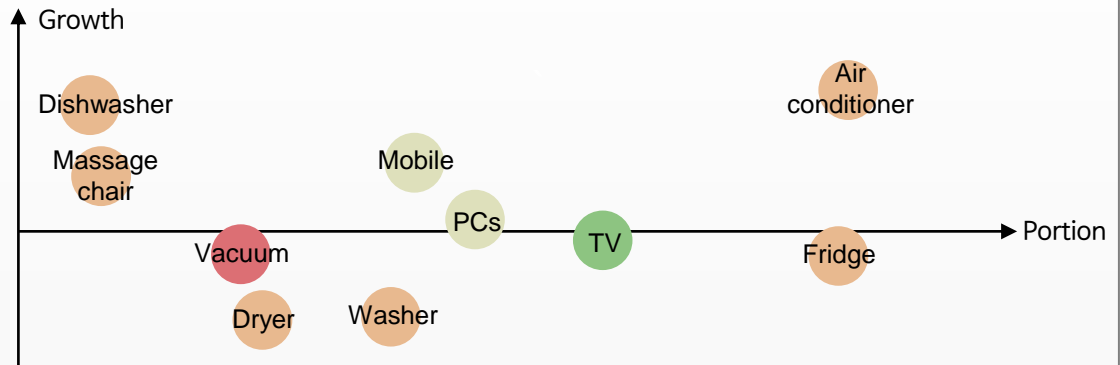 Growth
Air
conditioner
Dishwasher
Massage
chair
Mobile
PCs
Portion
TV
Vacuum
Fridge
Dryer
Washer